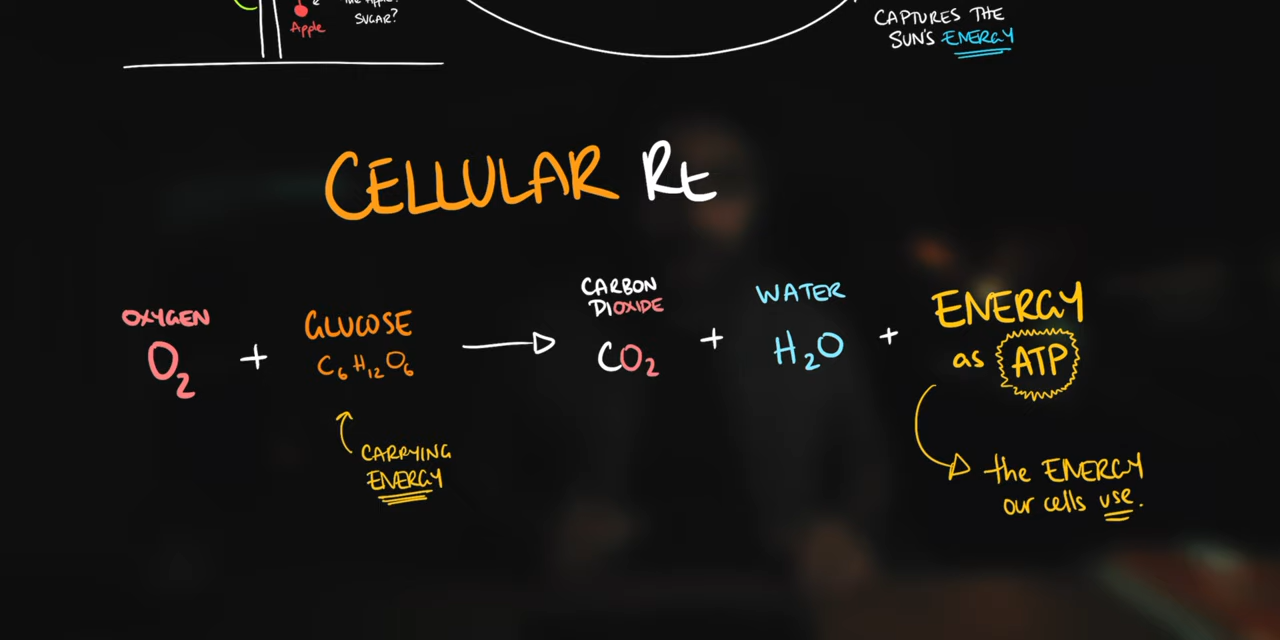 SUGAR?
Apple
CAPTURES THE
SUN'S ENERGY
CELLULAR RE
OXYGEN
O₂
+
GLUCOSE
C₆H₁₂O₆
CARBON
DIOXIDE
CO₂
+
WATER
H₂O
+
ENERGY
as ATP
CARRYING
ENERGY
the ENERGY
our cells use.